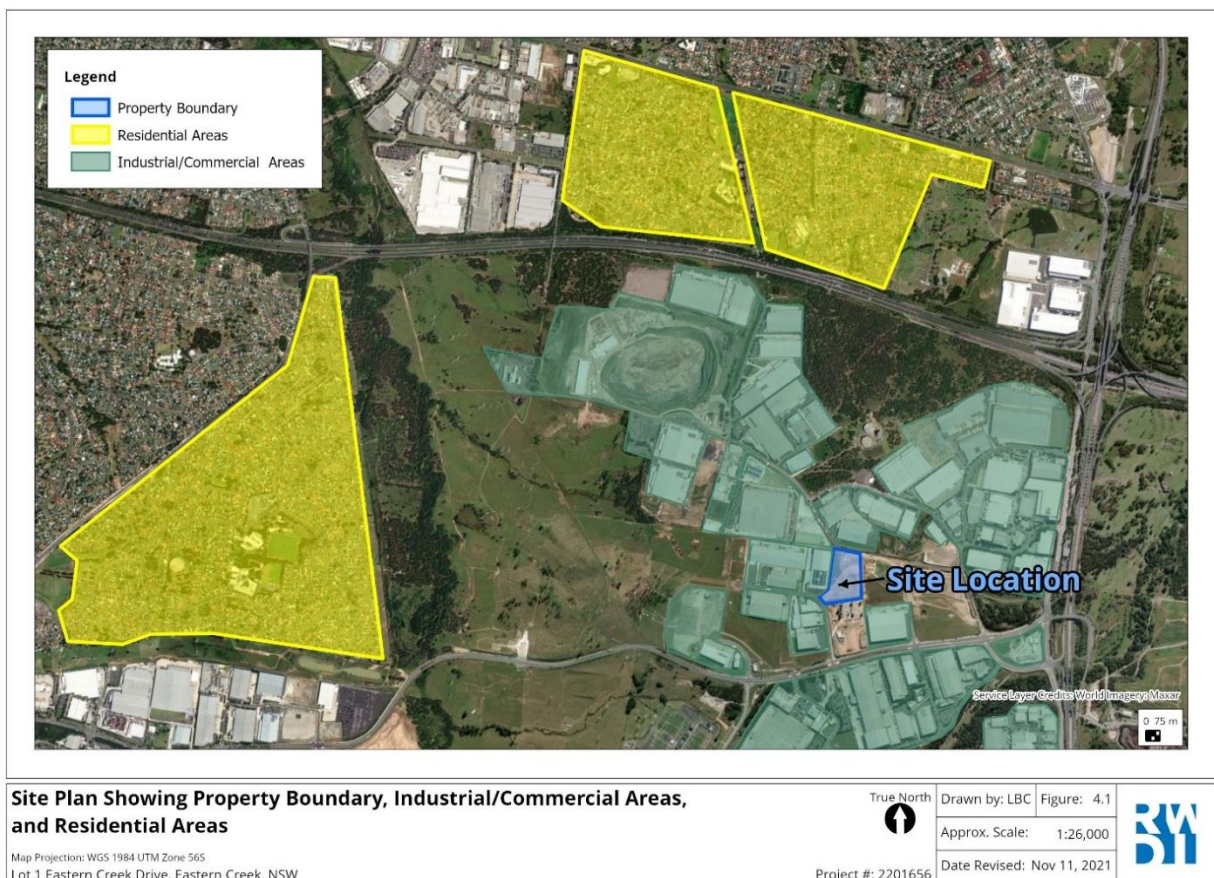 Legend
Property Boundary
Residential Areas
Industrial/Commercial Areas
Site Location
Service Layer Credits: World Imagery: Maxar
0 75 m
Site Plan Showing Property Boundary, Industrial/Commercial Areas,
and Residential Areas
Map Projection: WGS 1984 UTM Zone 56S
Lot 1 Eastern Creek Drive, Eastern Creek, NSW
True North
Project #: 2201656
Drawn by: LBC Figure: 4.1
Approx. Scale: 1:26,000
Date Revised: Nov 11, 2021
RWDI